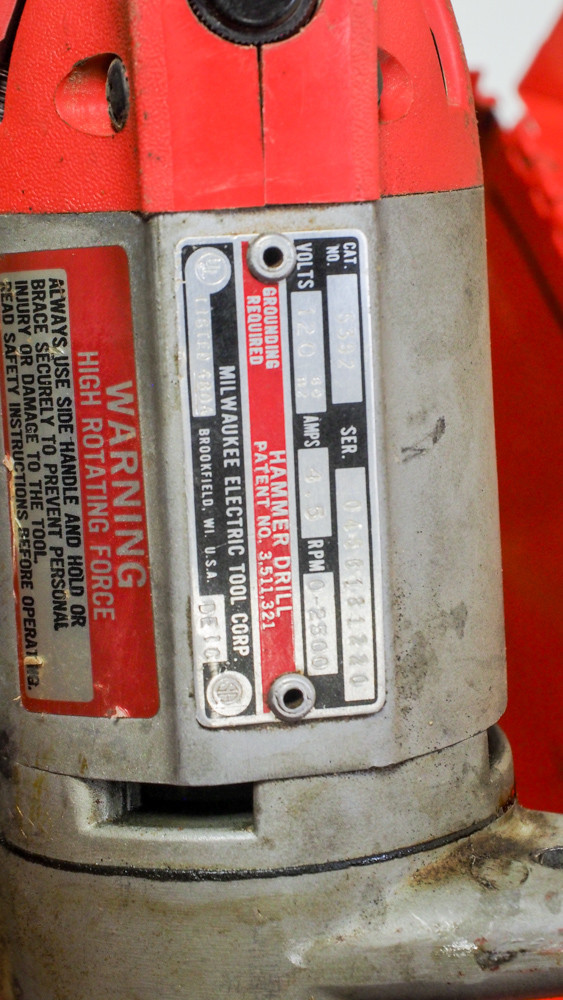 CAT. NO.
SER.
VOLTS 120 AMPS 4.5 RPM 0-2500
GROUNDING REQUIRED
HAMMER DRILL
PATENT NO. 3,511,321
MILWAUKEE ELECTRIC TOOL CORP
LISTED
BROOKFIELD, WI. U.S.A.
WARNING
HIGH ROTATING FORCE
ALWAYS USE SIDE HANDLE AND HOLD OR
BRACE SECURELY TO PREVENT PERSONAL
INJURY OR DAMAGE TO THE TOOL.
READ SAFETY INSTRUCTIONS BEFORE OPERATING.